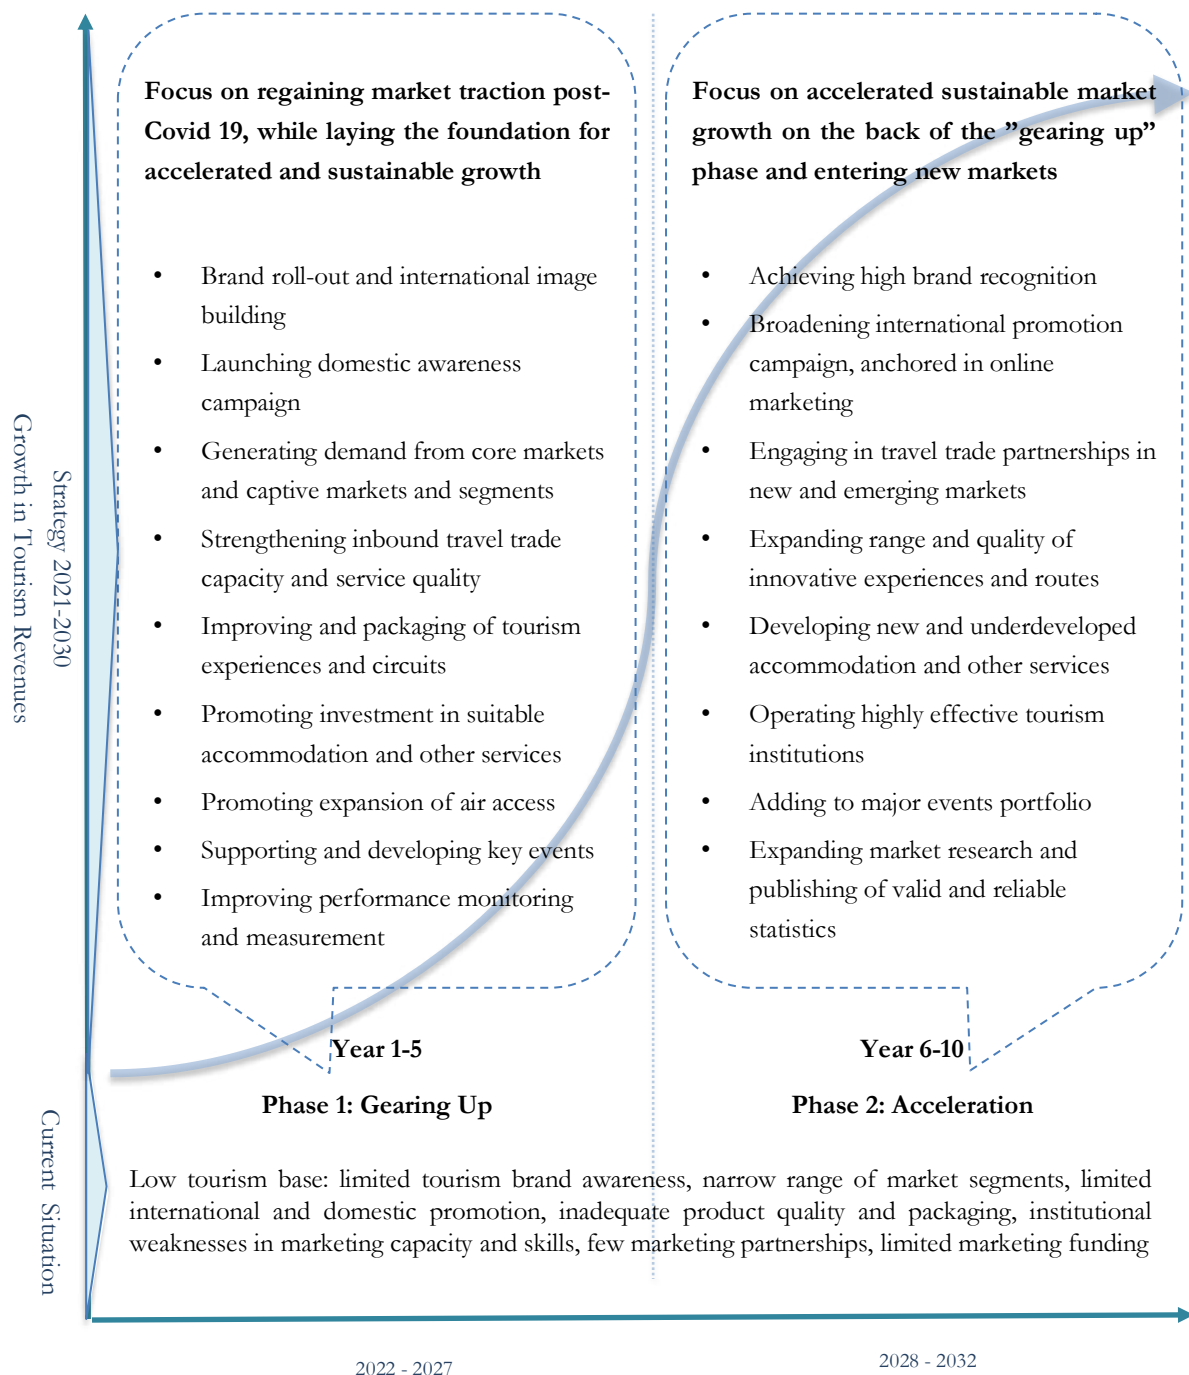 Focus on regaining market traction post-
Covid 19, while laying the foundation for
accelerated and sustainable growth
• Brand roll-out and international image
building
• Launching domestic awareness
campaign
• Generating demand from core markets
and captive markets and segments
• Strengthening inbound travel trade
capacity and service quality
• Improving and packaging of tourism
experiences and circuits
• Promoting investment in suitable
accommodation and other services
• Promoting expansion of air access
• Supporting and developing key events
• Improving performance monitoring
and measurement
Year 1-5
Phase 1: Gearing Up
Focus on accelerated sustainable market
growth on the back of the ”gearing up”
phase and entering new markets
• Achieving high brand recognition
• Broadening international promotion
campaign, anchored in online
marketing
• Engaging in travel trade partnerships in
new and emerging markets
• Expanding range and quality of
innovative experiences and routes
• Developing new and underdeveloped
accommodation and other services
• Operating highly effective tourism
institutions
• Adding to major events portfolio
• Expanding market research and
publishing of valid and reliable
statistics
Year 6-10
Phase 2: Acceleration
Strategy 2021-2030
Growth in Tourism Revenues
Current Situation
Low tourism base: limited tourism brand awareness, narrow range of market segments, limited
international and domestic promotion, inadequate product quality and packaging, institutional
weaknesses in marketing capacity and skills, few marketing partnerships, limited marketing funding
2022 - 2027
2028 - 2032